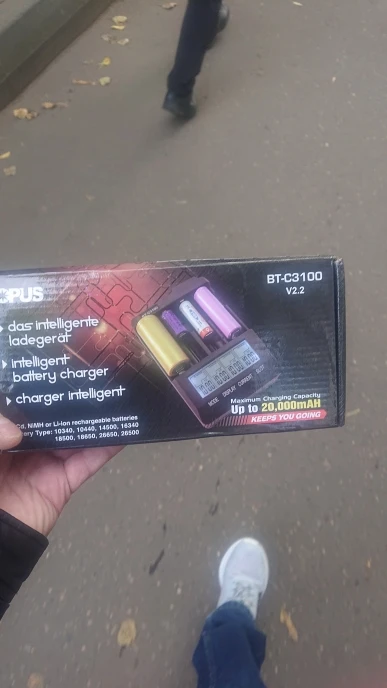 OPUS
BT-C3100
V2.2
das intelligente
ladegerät
intelligent
battery charger
charger intelligent
Maximum Charging Capacity
Up to 20,000mAH
KEEPS YOU GOING
NiMH or Li-Ion rechargeable batteries
Type: 10340, 10440, 14500, 16340
18500, 18650, 26650, 26500
MODE DISPLAY CURRENT SLOT